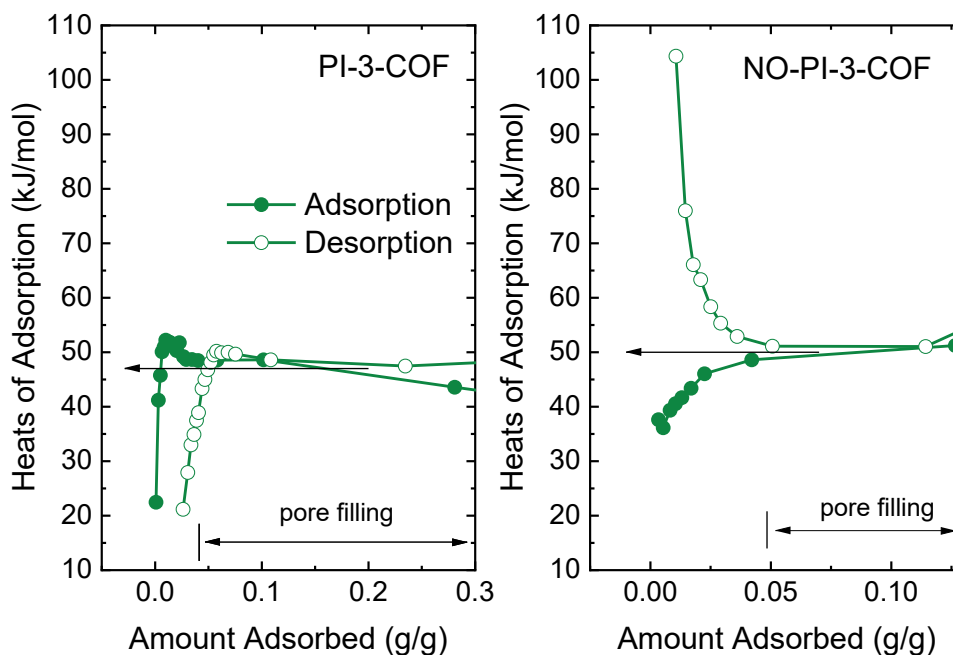 Heats of Adsorption (kJ/mol)
110
100
90
80
70
60
50
40
30
20
10
PI-3-COF
Adsorption
Desorption
pore filling
0.0 0.1 0.2 0.3
Amount Adsorbed (g/g)
Heats of Adsorption (kJ/mol)
110
100
90
80
70
60
50
40
30
20
10
NO-PI-3-COF
pore filling
0.00 0.05 0.10
Amount Adsorbed (g/g)